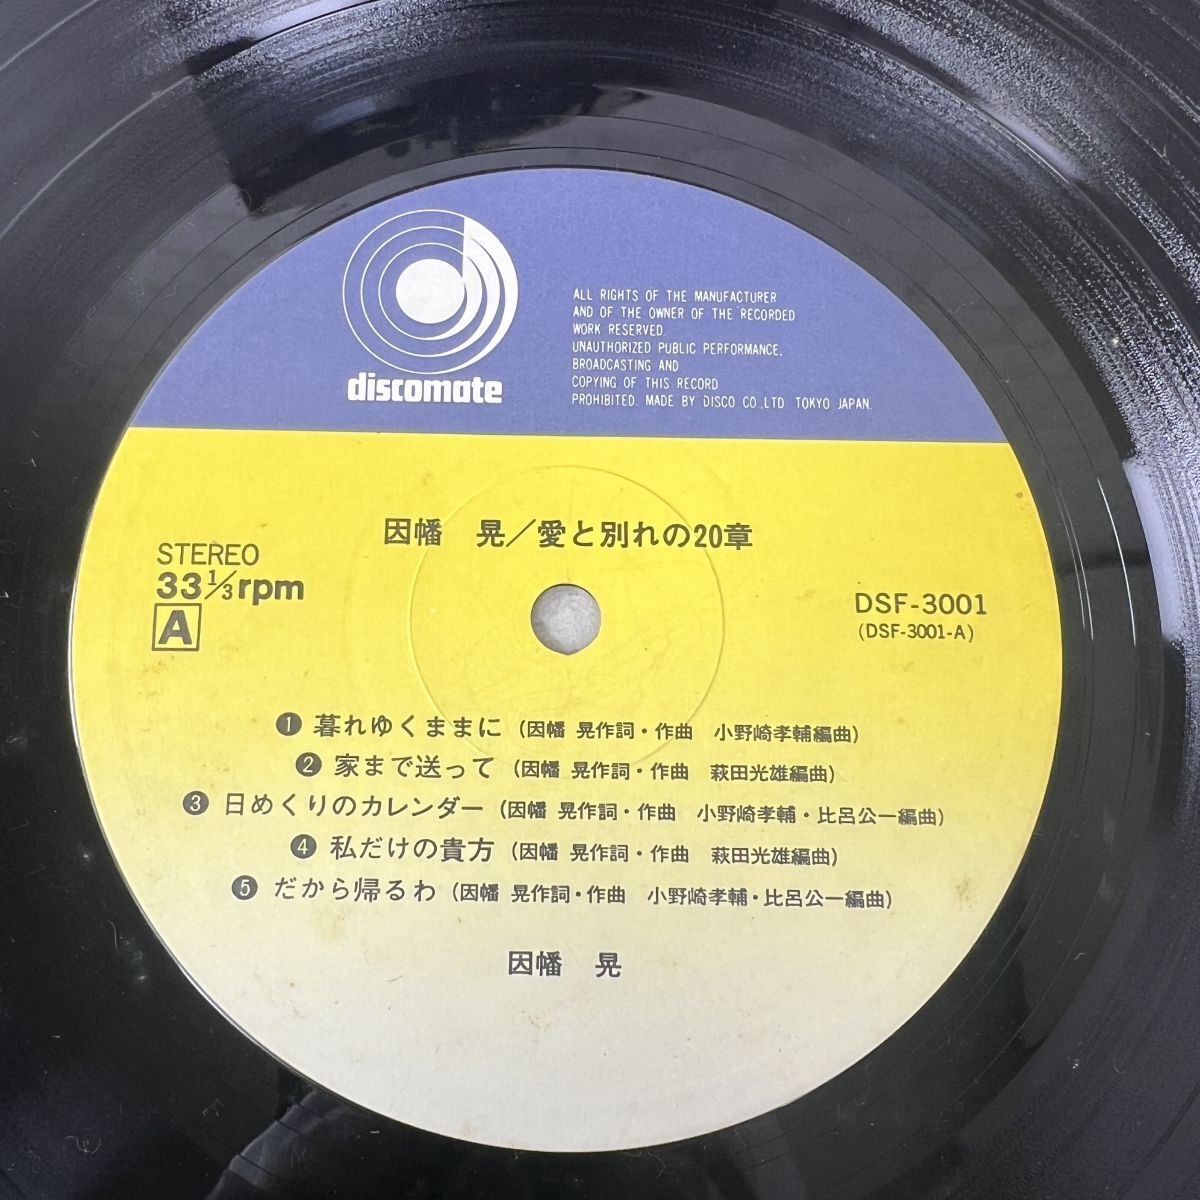 discomate
ALL RIGHTS OF THE MANUFACTURER
AND OF THE OWNER OF THE RECORDED
WORK RESERVED.
UNAUTHORIZED PUBLIC PERFORMANCE,
BROADCASTING AND
COPYING OF THIS RECORD
PROHIBITED. MADE BY DISCO CO.,LTD. TOKYO JAPAN.
因幡 晃／愛と別れの20章
STEREO
33 1/3 rpm
A
DSF-3001
(DSF-3001-A)
❶ 暮れゆくままに (因幡 晃作詞・作曲 小野崎孝輔編曲)
❷ 家まで送って (因幡 晃作詞・作曲 萩田光雄編曲)
❸ 日めくりのカレンダー (因幡 晃作詞・作曲 小野崎孝輔・比呂公一編曲)
❹ 私だけの貴方 (因幡 晃作詞・作曲 萩田光雄編曲)
❺ だから帰るわ (因幡 晃作詞・作曲 小野崎孝輔・比呂公一編曲)
因幡 晃